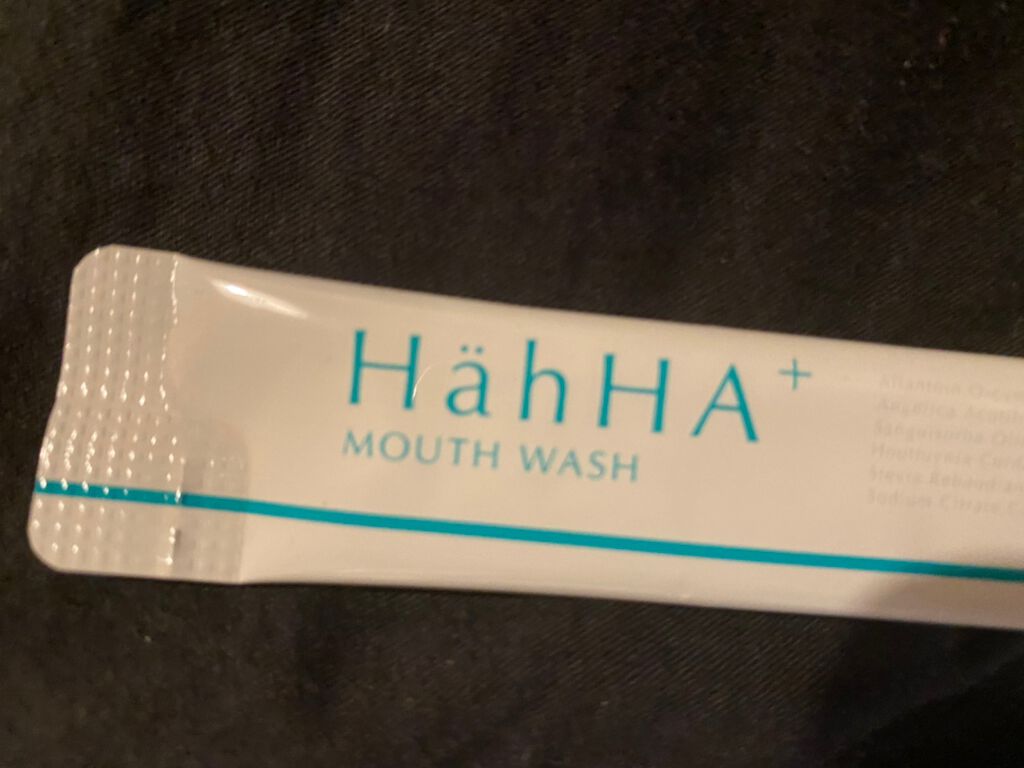 HähHA+
MOUTH WASH
Allantoin
Angelica
Sanguisorba
Houttuynia
Stevia
Sodium Citrate